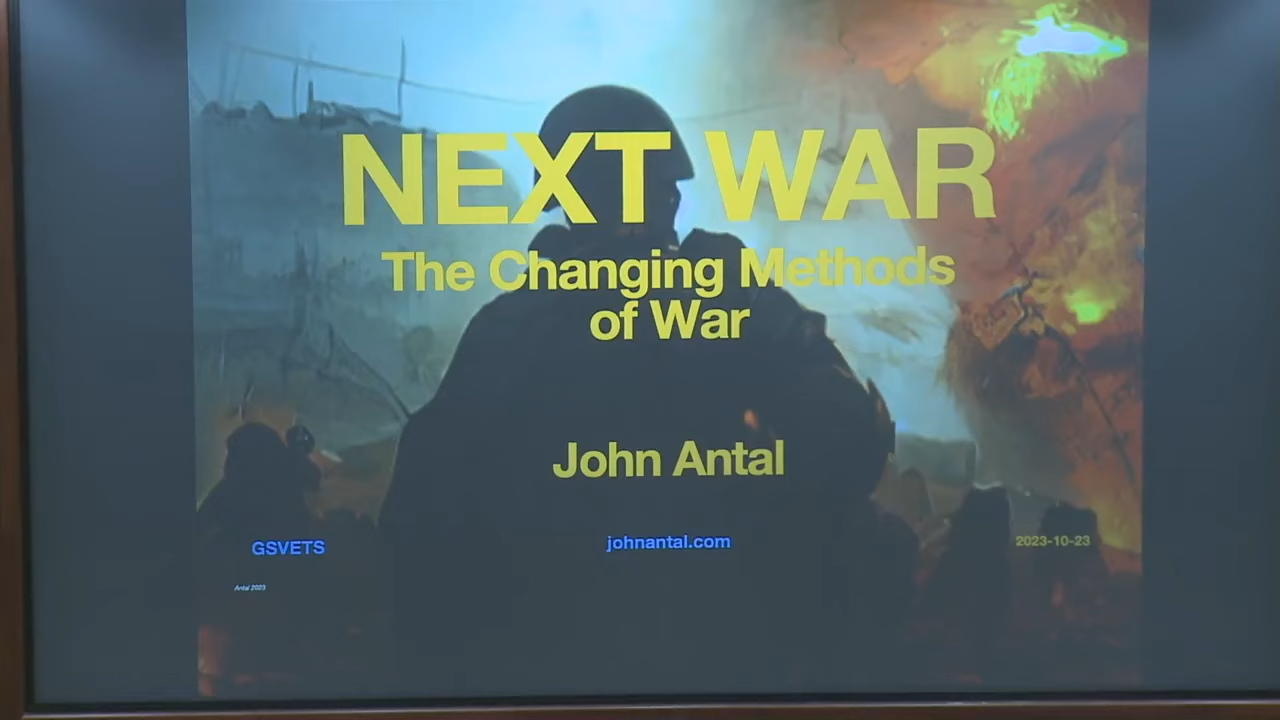 NEXT WAR
The Changing Methods
of War
John Antal
GSVETS
johnantal.com
2023-10-23
Antal 2023